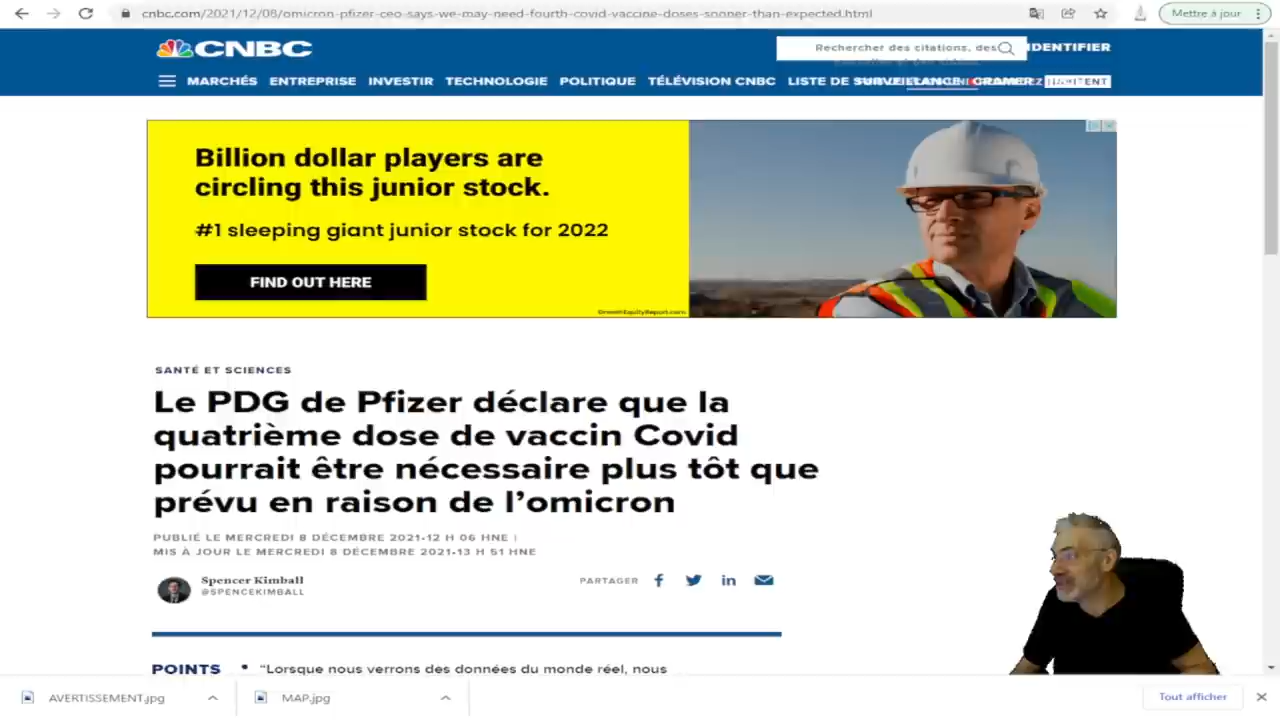 cnbc.com/2021/12/08/omicron-pfizer-ceo-says-we-may-need-fourth-covid-vaccine-doses-sooner-than-expected.html
Mettre à jour
CNBC
Rechercher des citations, des
IDENTIFIER
MARCHÉS ENTREPRISE INVESTIR TECHNOLOGIE POLITIQUE TÉLÉVISION CNBC LISTE DE SURVEILLANCE CRAMER
Billion dollar players are
circling this junior stock.
#1 sleeping giant junior stock for 2022
FIND OUT HERE
SANTÉ ET SCIENCES
Le PDG de Pfizer déclare que la
quatrième dose de vaccin Covid
pourrait être nécessaire plus tôt que
prévu en raison de l’omicron
PUBLIÉ LE MERCREDI 8 DÉCEMBRE 2021-12 H 06 HNE
MIS À JOUR LE MERCREDI 8 DÉCEMBRE 2021-13 H 51 HNE
Spencer Kimball
@SPENCEKIMBALL
PARTAGER
POINTS • “Lorsque nous verrons des données du monde réel, nous
AVERTISSEMENT.jpg
MAP.jpg
Tout afficher